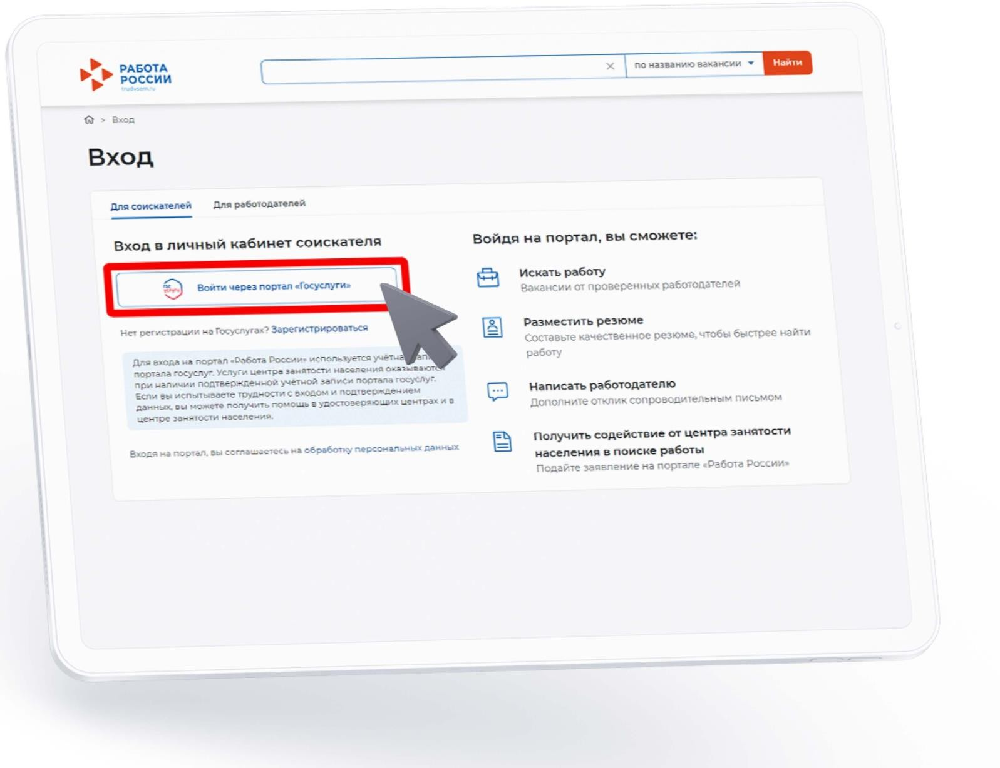 РАБОТА
РОССИИ
trudvsem.ru
по названию вакансии
Найти
> Вход
Вход
Для соискателей Для работодателей
Вход в личный кабинет соискателя
гос услуги
Войти через портал «Госуслуги»
Нет регистрации на Госуслугах? Зарегистрироваться
Для входа на портал «Работа России» используется учётна
портала госуслуг. Услуги центра занятости населения оказываются
при наличии подтвержденной учётной записи портала госуслуг.
Если вы испытываете трудности с входом и подтверждением
данных, вы можете получить помощь в удостоверяющих центрах и в
центре занятости населения.
Входя на портал, вы соглашаетесь на обработку персональных данных
Войдя на портал, вы сможете:
Искать работу
Вакансии от проверенных работодателей
Разместить резюме
Составьте качественное резюме, чтобы быстрее найти
работу
Написать работодателю
Дополните отклик сопроводительным письмом
Получить содействие от центра занятости
населения в поиске работы
Подайте заявление на портале «Работа России»